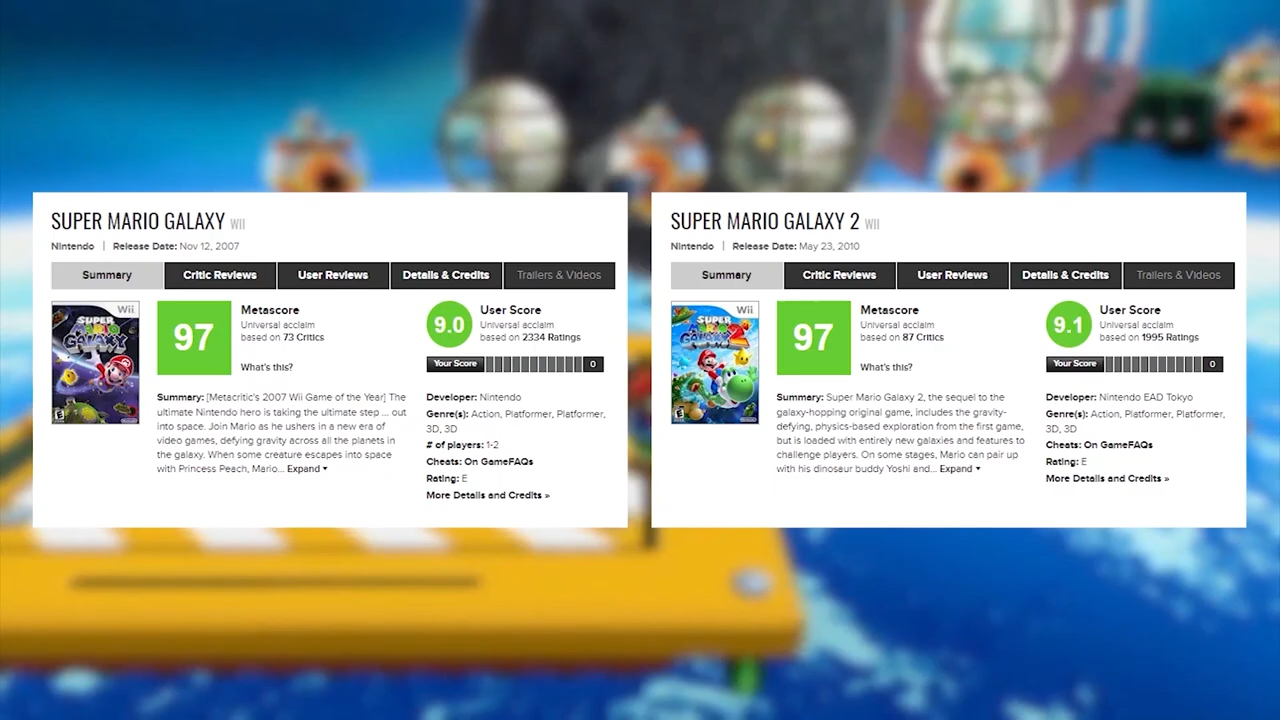 SUPER MARIO GALAXY WII
Nintendo | Release Date: Nov 12, 2007
Summary Critic Reviews User Reviews Details & Credits Trailers & Videos
Wii
SUPER
MARIO
GALAXY
97
Metascore
Universal acclaim
based on 73 Critics
What's this?
9.0
User Score
Universal acclaim
based on 2334 Ratings
Your Score 0
Summary: [Metacritic's 2007 Wii Game of the Year] The
ultimate Nintendo hero is taking the ultimate step ... out
into space. Join Mario as he ushers in a new era of
video games, defying gravity across all the planets in
the galaxy. When some creature escapes into space
with Princess Peach, Mario... Expand
Developer: Nintendo
Genre(s): Action, Platformer, Platformer,
3D, 3D
# of players: 1-2
Cheats: On GameFAQs
Rating: E
More Details and Credits »
SUPER MARIO GALAXY 2 WII
Nintendo | Release Date: May 23, 2010
Summary Critic Reviews User Reviews Details & Credits Trailers & Videos
Wii
SUPER
MARIO
GALAXY 2
97
Metascore
Universal acclaim
based on 87 Critics
What's this?
9.1
User Score
Universal acclaim
based on 1995 Ratings
Your Score 0
Summary: Super Mario Galaxy 2, the sequel to the
galaxy-hopping original game, includes the gravity-
defying, physics-based exploration from the first game,
but is loaded with entirely new galaxies and features to
challenge players. On some stages, Mario can pair up
with his dinosaur buddy Yoshi and... Expand
Developer: Nintendo EAD Tokyo
Genre(s): Action, Platformer, Platformer,
3D, 3D
Cheats: On GameFAQs
Rating: E
More Details and Credits »